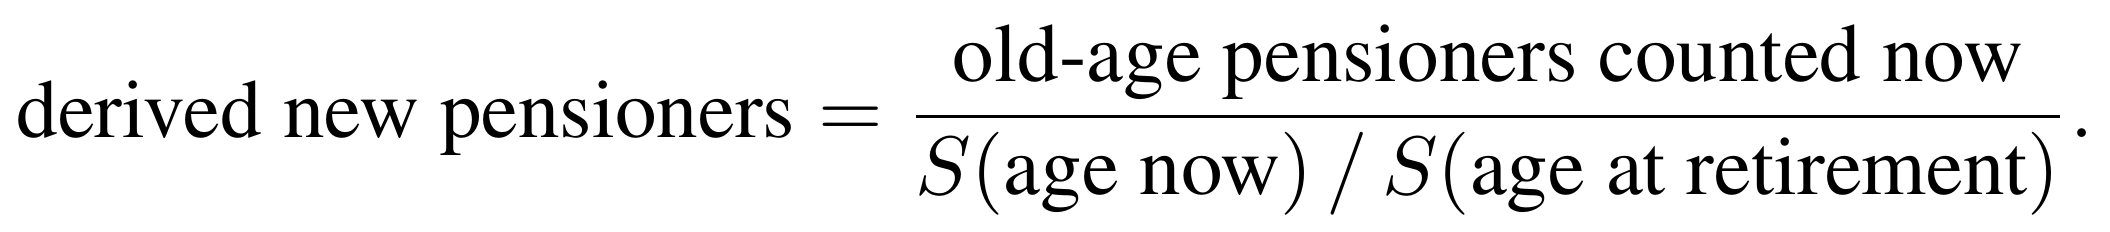 derived new pensioners = old-age pensioners counted now / S(age now) / S(age at retirement).